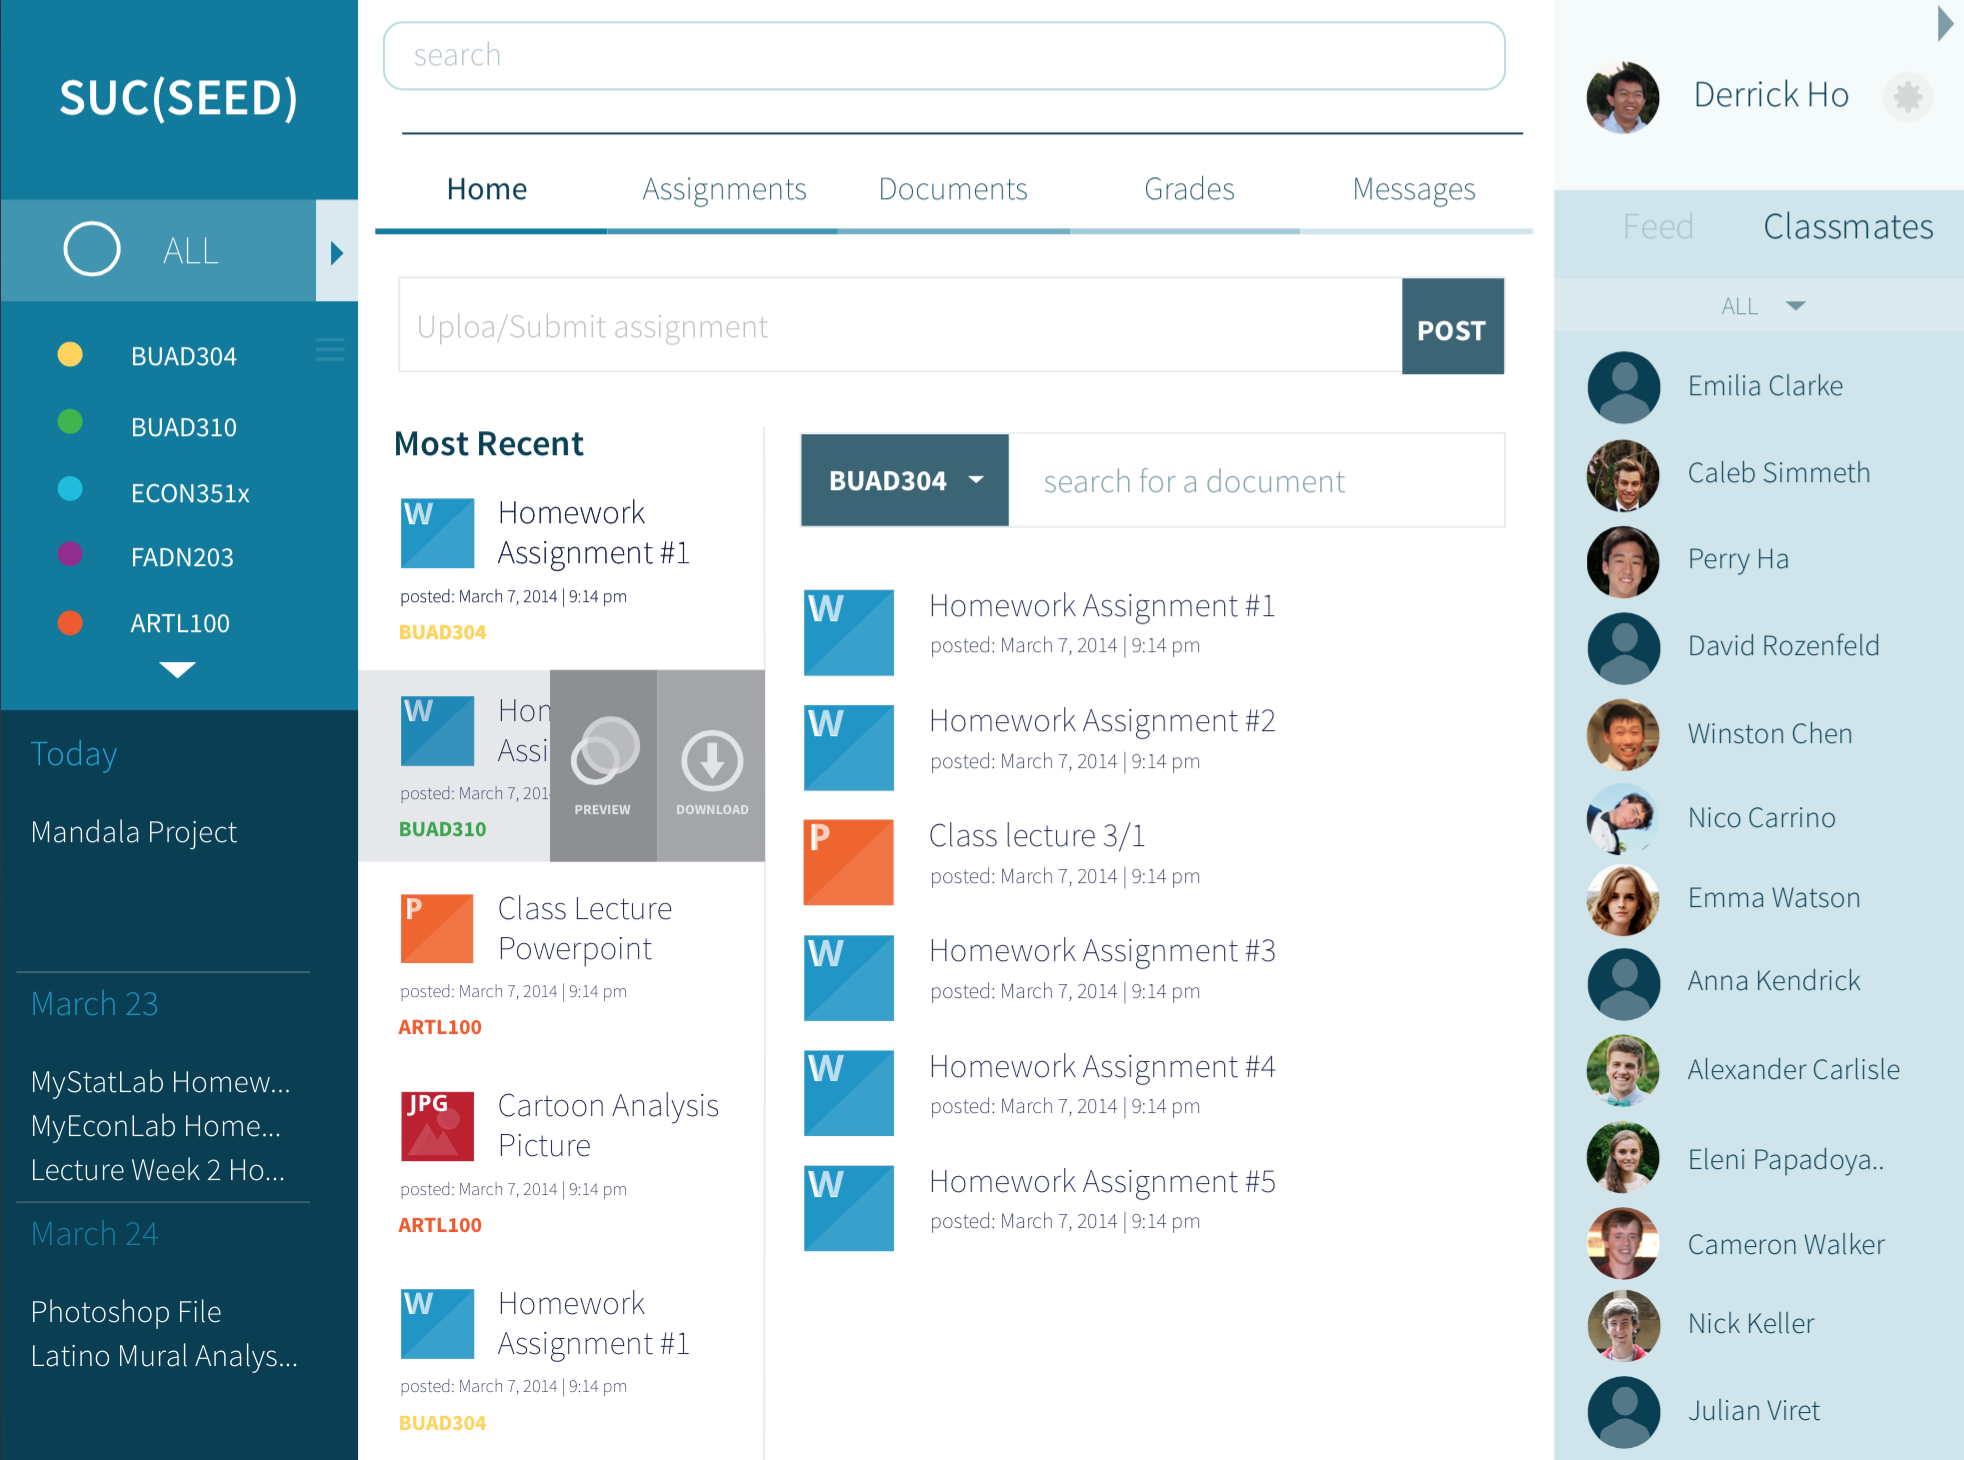 SUC(SEED)
ALL
BUAD304
BUAD310
ECON351x
FADN203
ARTL100
Today
Mandala Project
March 23
MyStatLab Homew...
MyEconLab Home...
Lecture Week 2 Ho...
March 24
Photoshop File
Latino Mural Analys...
search
Home
Assignments
Documents
Grades
Messages
Uploa/Submit assignment
POST
Most Recent
W
Homework
Assignment #1
posted: March 7, 2014 | 9:14 pm
BUAD304
W
Hon
Assi
posted: March 7, 201
BUAD310
PREVIEW
DOWNLOAD
P
Class Lecture
Powerpoint
posted: March 7, 2014 | 9:14 pm
ARTL100
JPG
Cartoon Analysis
Picture
posted: March 7, 2014 | 9:14 pm
ARTL100
W
Homework
Assignment #1
posted: March 7, 2014 | 9:14 pm
BUAD304
BUAD304
search for a document
W
Homework Assignment #1
posted: March 7, 2014 | 9:14 pm
W
Homework Assignment #2
posted: March 7, 2014 | 9:14 pm
P
Class lecture 3/1
posted: March 7, 2014 | 9:14 pm
W
Homework Assignment #3
posted: March 7, 2014 | 9:14 pm
W
Homework Assignment #4
posted: March 7, 2014 | 9:14 pm
W
Homework Assignment #5
posted: March 7, 2014 | 9:14 pm
Derrick Ho
Feed
Classmates
ALL
Emilia Clarke
Caleb Simmeth
Perry Ha
David Rozenfeld
Winston Chen
Nico Carrino
Emma Watson
Anna Kendrick
Alexander Carlisle
Eleni Papadoya..
Cameron Walker
Nick Keller
Julian Viret